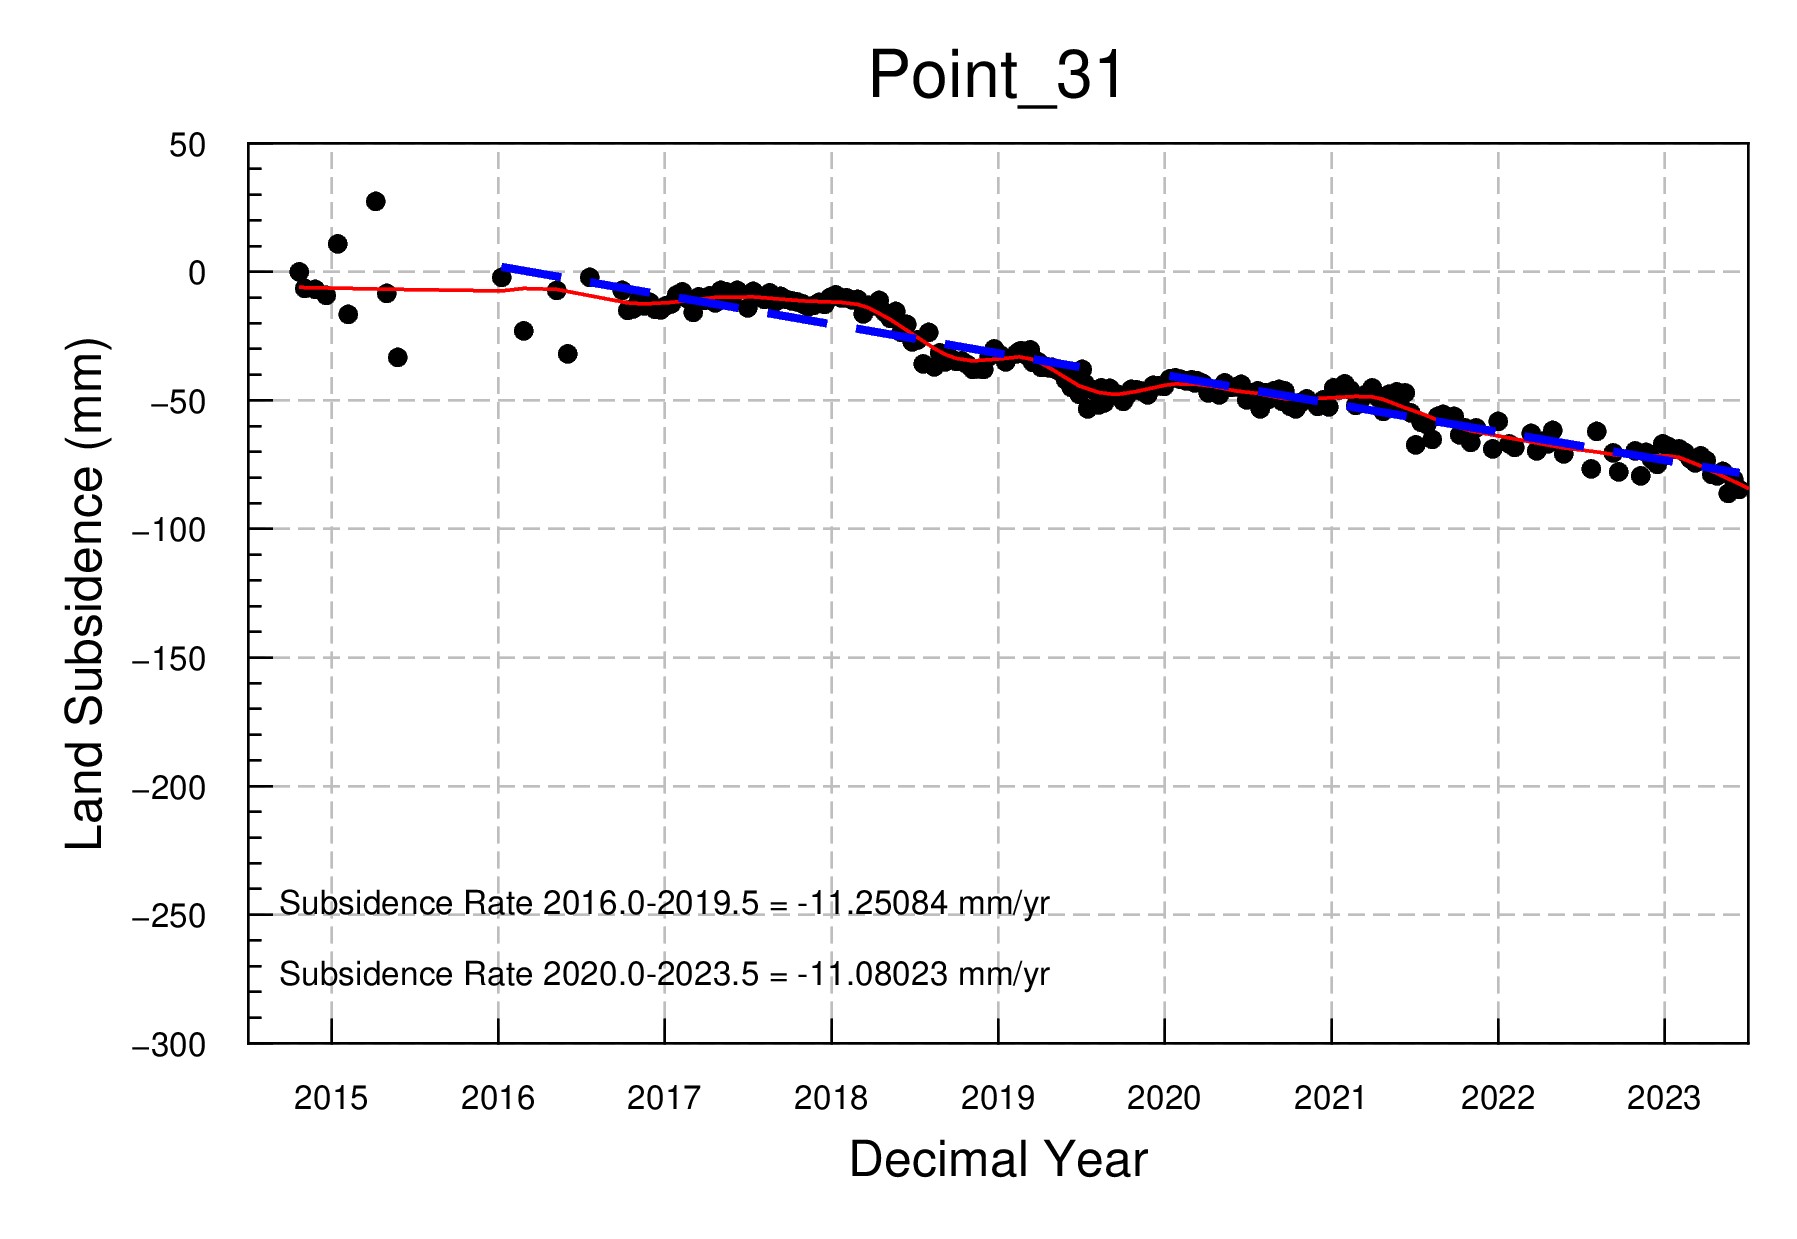 Point_31
50
0
−50
−100
−150
−200
−250
−300
Land Subsidence (mm)
Subsidence Rate 2016.0-2019.5 = -11.25084 mm/yr
Subsidence Rate 2020.0-2023.5 = -11.08023 mm/yr
2015 2016 2017 2018 2019 2020 2021 2022 2023
Decimal Year